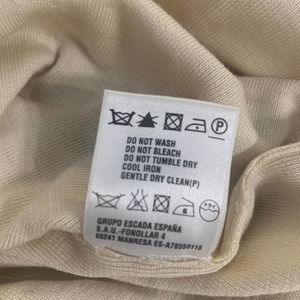 P
DO NOT WASH
DO NOT BLEACH
DO NOT TUMBLE DRY
COOL IRON
GENTLE DRY CLEAN(P)
GRUPO ESCADA ESPAÑA
S.A.U.-FONOLLAR 4
08241 MANRESA ES-A78550118